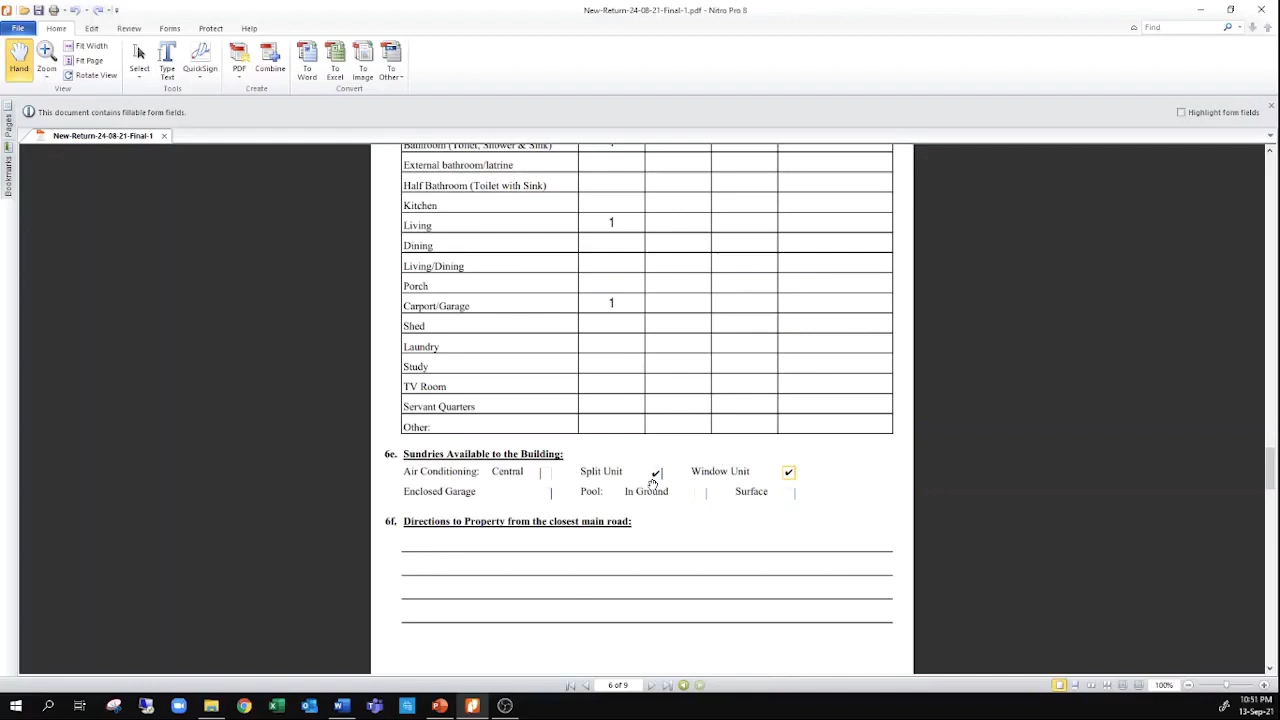 New-Return-24-08-21-Final-1.pdf - Nitro Pro 8
File Home Edit Review Forms Protect Help
Find
Hand
Zoom
Fit Width
Fit Page
Rotate View
View
Select
Type Text
QuickSign
Tools
PDF
Combine
Create
To Word
To Excel
To Image
To Other
Convert
This document contains fillable form fields.
Highlight form fields
New-Return-24-08-21-Final-1
Pages
Bookmarks
Bathroom (Toilet, Shower & Sink)
External bathroom/latrine
Half Bathroom (Toilet with Sink)
Kitchen
Living 1
Dining
Living/Dining
Porch
Carport/Garage 1
Shed
Laundry
Study
TV Room
Servant Quarters
Other:
6e. Sundries Available to the Building:
Air Conditioning: Central Split Unit ✔ Window Unit ✔
Enclosed Garage Pool: In Ground Surface
6f. Directions to Property from the closest main road:
6 of 9
100%
10:51 PM
13-Sep-21